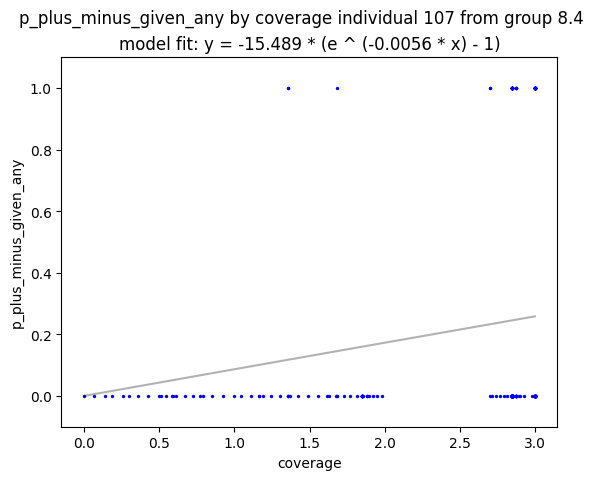 p_plus_minus_given_any by coverage individual 107 from group 8.4
model fit: y = -15.489 * (e ^ (-0.0056 * x) - 1)
1.0
0.8
0.6
0.4
0.2
0.0
p_plus_minus_given_any
0.0 0.5 1.0 1.5 2.0 2.5 3.0
coverage